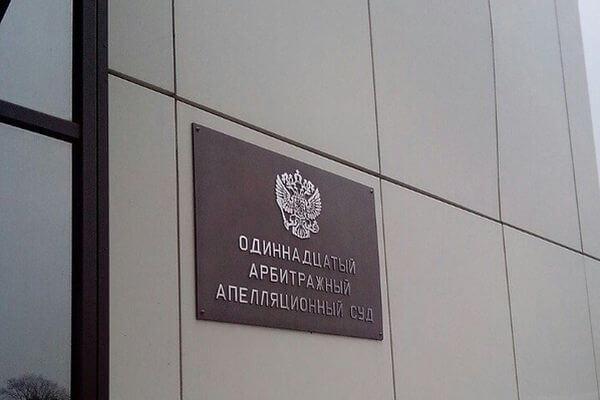 ОДИННАДЦАТЫЙ
АРБИТРАЖНЫЙ
АПЕЛЛЯЦИОННЫЙ СУД